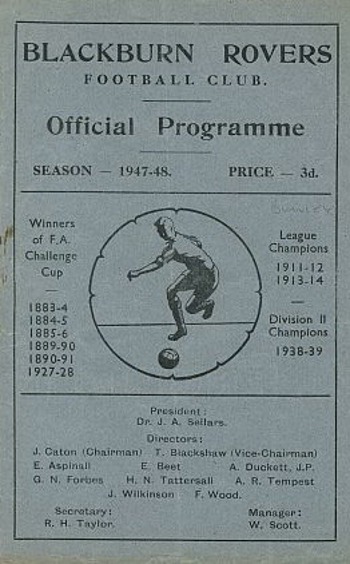 BLACKBURN ROVERS
FOOTBALL CLUB.
Official Programme
SEASON — 1947-48. PRICE — 3d.
Burnley
Winners
of F.A.
Challenge
Cup
—
1883-4
1884-5
1885-6
1889-90
1890-91
1927-28
League
Champions
1911-12
1913-14
—
Division II
Champions
1938-39
President:
Dr. J. A. Sellars.
Directors:
J. Caton (Chairman) T. Blackshaw (Vice-Chairman)
E. Aspinall E. Beet A. Duckett, J.P.
G. N. Forbes H. N. Tattersall A. R. Tempest
J. Wilkinson F. Wood.
Secretary:
R. H. Taylor.
Manager:
W. Scott.